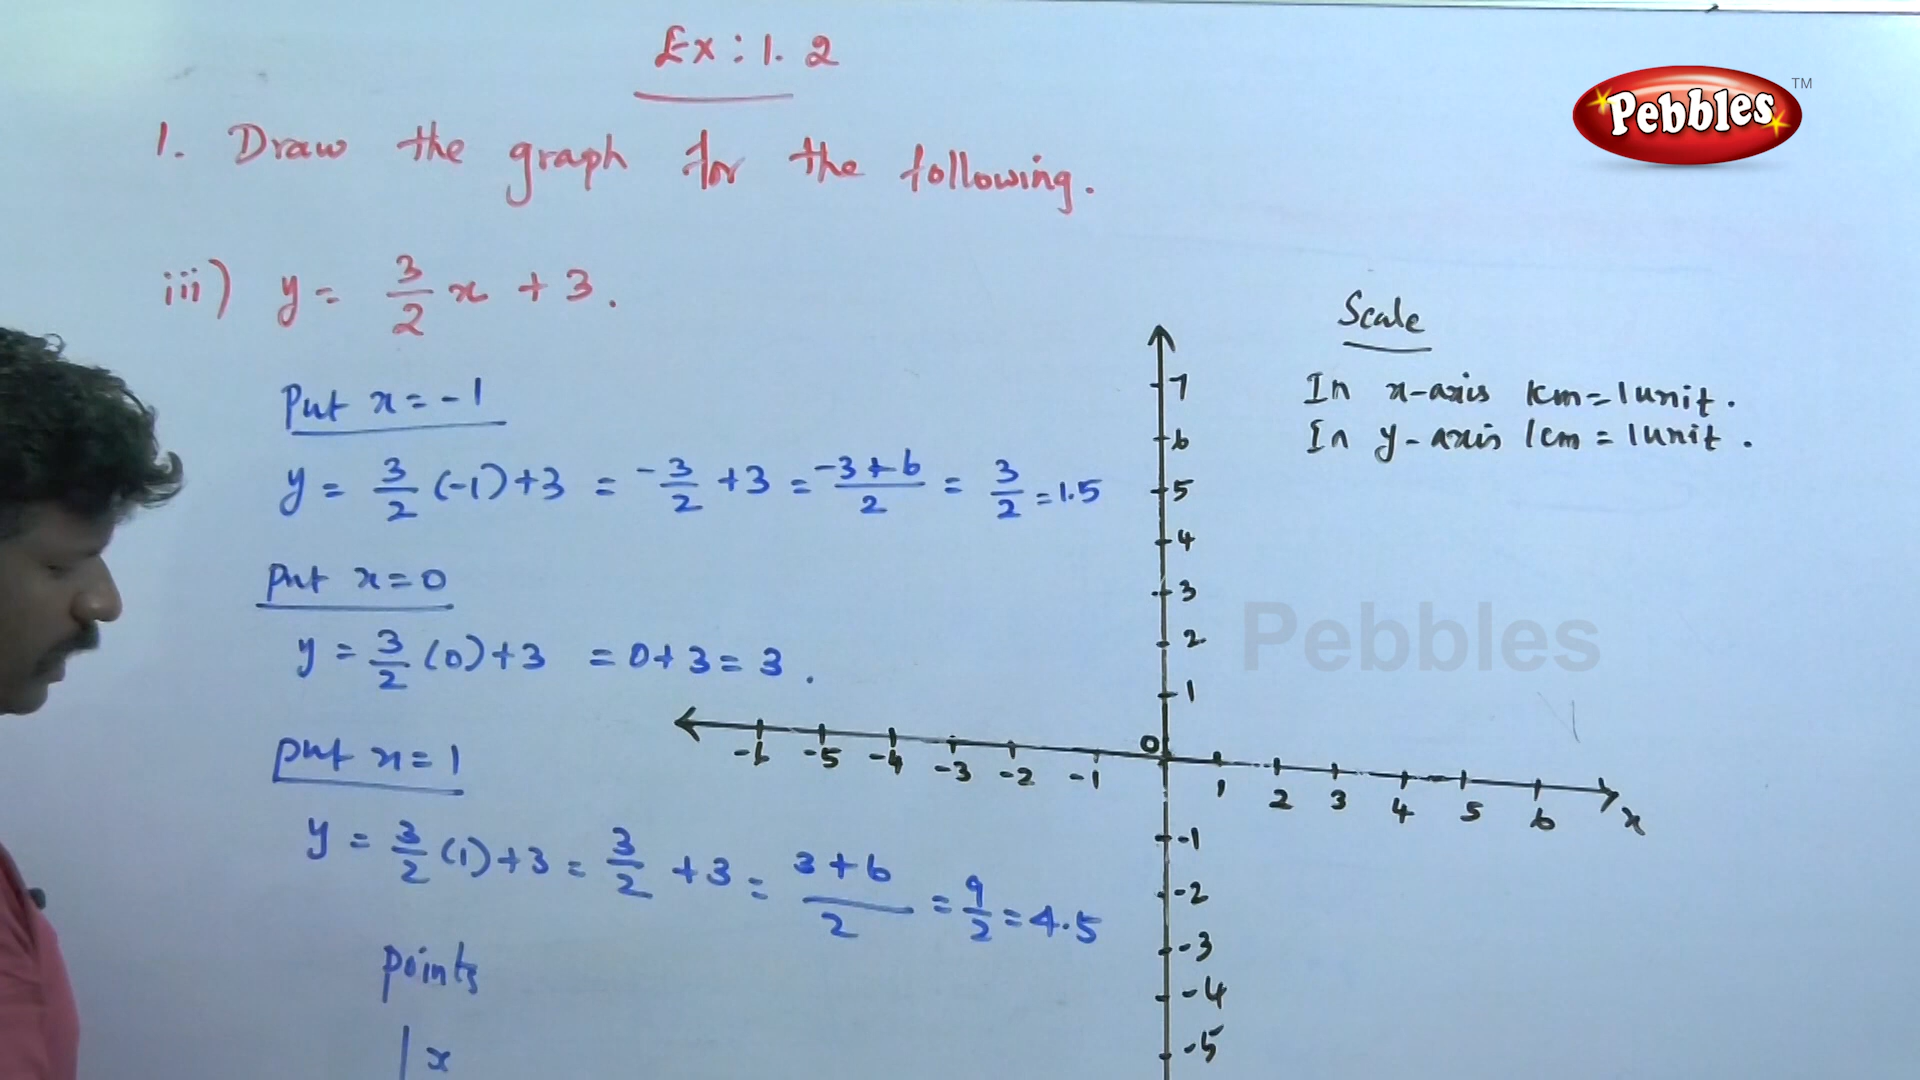 Ex: 1.2
Pebbles TM
1. Draw the graph for the following.
iii) y = 3/2 x + 3.
Scale
In x-axis 1cm = 1unit.
In y-axis 1cm = 1unit.
Put x = -1
y = 3/2 (-1) + 3 = -3/2 + 3 = -3+6/2 = 3/2 = 1.5
put x = 0
y = 3/2 (0) + 3 = 0 + 3 = 3.
put x = 1
y = 3/2 (1) + 3 = 3/2 + 3 = 3+6/2 = 9/2 = 4.5
points
x
7
6
5
4
3
2
1
0
-6 -5 -4 -3 -2 -1 1 2 3 4 5 6 x
-1
-2
-3
-4
-5
Pebbles